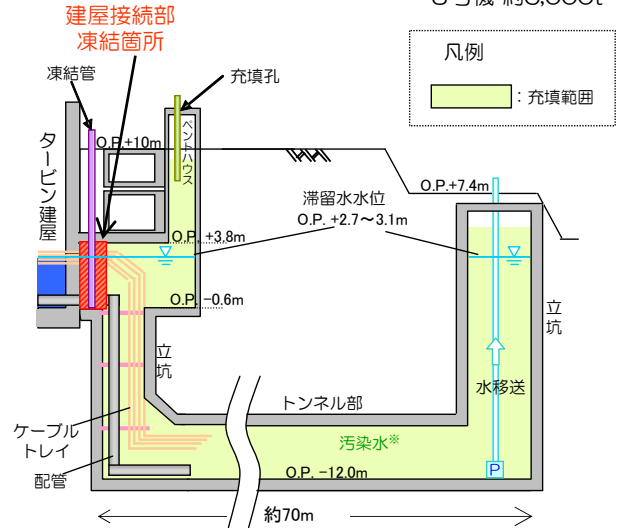 建屋接続部
凍結箇所
凡例
：充填範囲
凍結管
充填孔
ベントハウス
タービン建屋
O.P.+10m
O.P.+7.4m
滞留水水位
O.P. +2.7～3.1m
O.P. +3.8m
O.P. −0.6m
立坑
立坑
水移送
トンネル部
ケーブル
トレイ
汚染水※
配管
O.P. −12.0m
P
約70m